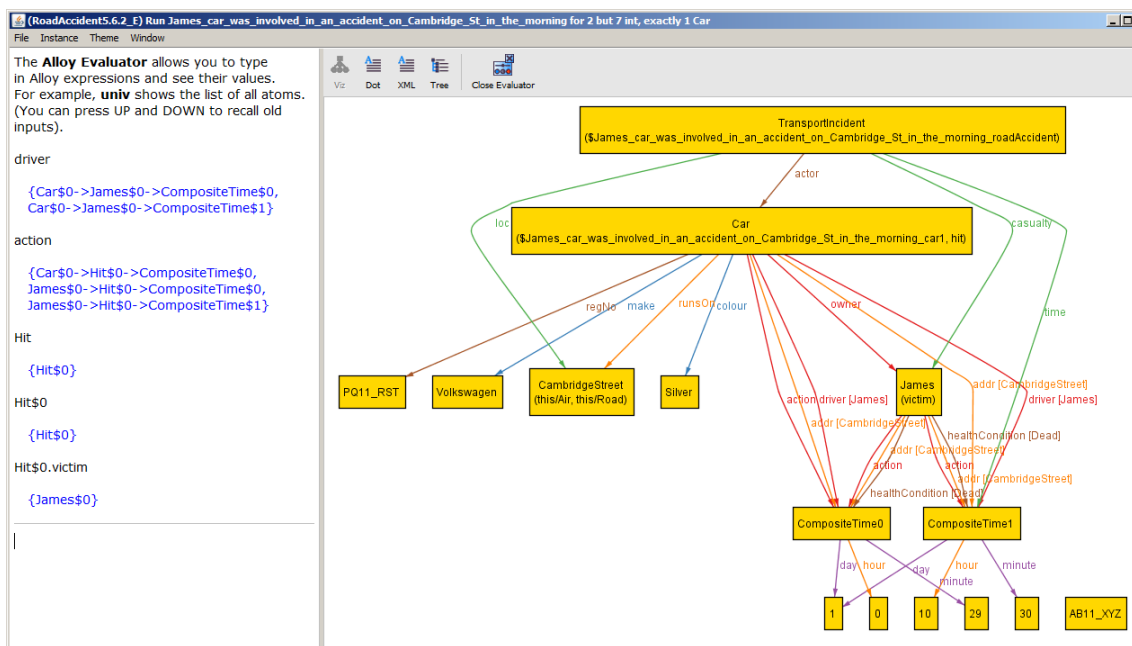 (RoadAccident5.6.2_E) Run James_car_was_involved_in_an_accident_on_Cambridge_St_in_the_morning for 2 but 7 int, exactly 1 Car
File Instance Theme Window
The Alloy Evaluator allows you to type
in Alloy expressions and see their values.
For example, univ shows the list of all atoms.
(You can press UP and DOWN to recall old
inputs).
driver
{Car$0->James$0->CompositeTime$0,
Car$0->James$0->CompositeTime$1}
action
{Car$0->Hit$0->CompositeTime$0,
James$0->Hit$0->CompositeTime$0,
James$0->Hit$0->CompositeTime$1}
Hit
{Hit$0}
Hit$0
{Hit$0}
Hit$0.victim
{James$0}
Viz Dot XML Tree Close Evaluator
TransportIncident
($James_car_was_involved_in_an_accident_on_Cambridge_St_in_the_morning_roadAccident)
actor
loc
casualty
Car
($James_car_was_involved_in_an_accident_on_Cambridge_St_in_the_morning_car1, hit)
regNo make runsOn colour owner time
PQ11_RST
Volkswagen
CambridgeStreet
(this/Air, this/Road)
Silver
James
(victim)
addr [CambridgeStreet]
action driver [James]
driver [James]
addr [CambridgeStreet]
healthCondition [Dead]
addr [CambridgeStreet]
action
action
addr [CambridgeStreet]
healthCondition [Dead]
CompositeTime0
CompositeTime1
day hour day hour minute
minute
1 0 10 29 30 AB11_XYZ